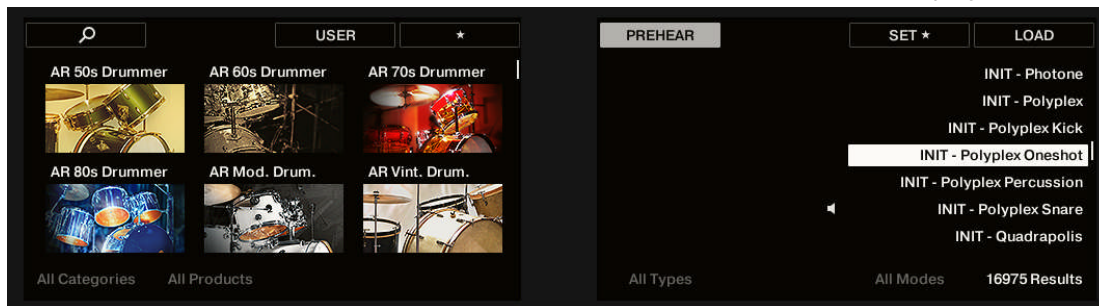 USER ★
AR 50s Drummer AR 60s Drummer AR 70s Drummer
AR 80s Drummer AR Mod. Drum. AR Vint. Drum.
All Categories All Products
PREHEAR SET ★ LOAD
INIT - Photone
INIT - Polyplex
INIT - Polyplex Kick
INIT - Polyplex Oneshot
INIT - Polyplex Percussion
INIT - Polyplex Snare
INIT - Quadrapolis
All Types All Modes 16975 Results